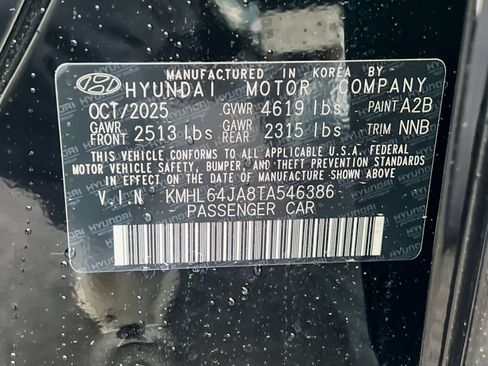 MANUFACTURED IN KOREA BY
HYUNDAI MOTOR COMPANY
OCT/2025 GVWR 4619 lbs PAINT A2B
GAWR FRONT 2513 lbs GAWR REAR 2315 lbs TRIM NNB
THIS VEHICLE CONFORMS TO ALL APPLICABLE U.S.A. FEDERAL
MOTOR VEHICLE SAFETY, BUMPER, AND THEFT PREVENTION STANDARDS
IN EFFECT ON THE DATE OF MANUFACTURE SHOWN ABOVE.
V.I.N KMHL64JA8TA546386
PASSENGER CAR